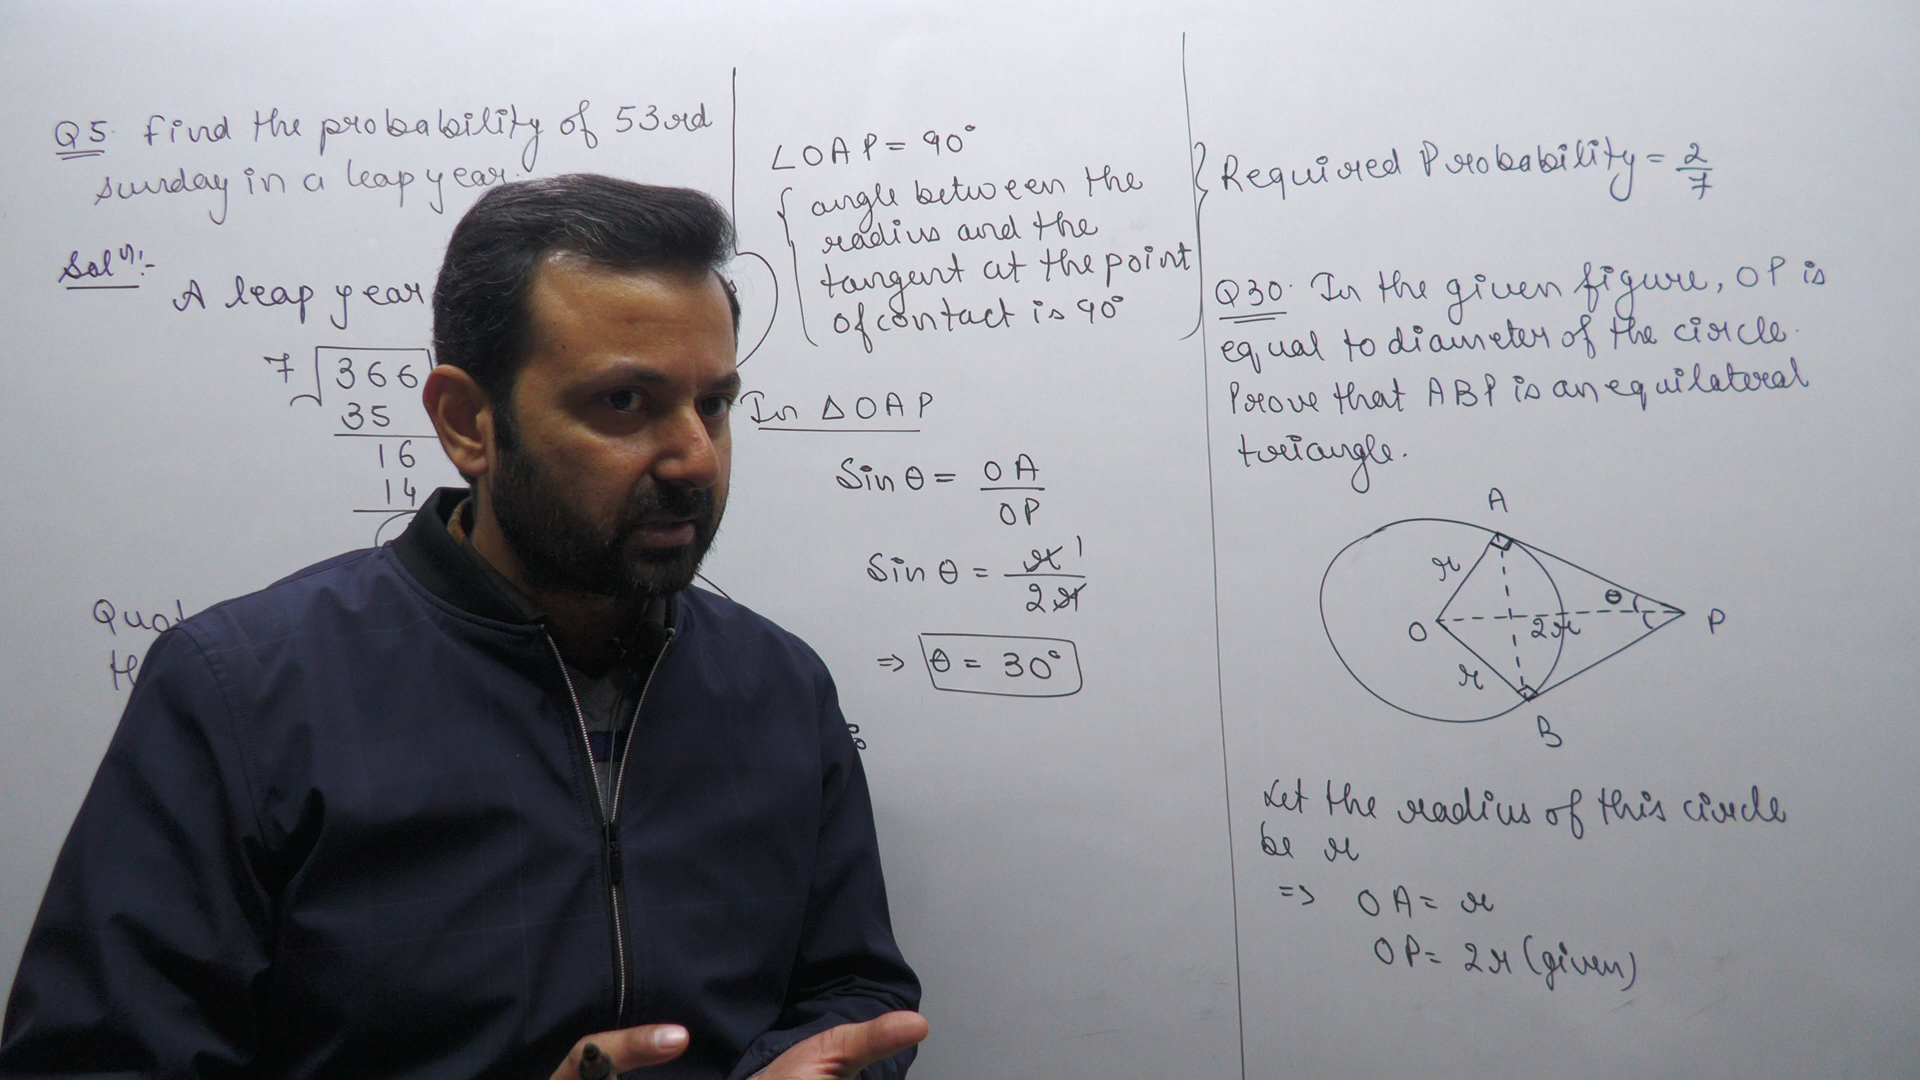 Q5. Find the probability of 53rd
sunday in a leap year.
Solⁿ:-
A leap year
7 366
35
16
14
∠OAP = 90°
{ angle between the
radius and the
tangent at the point
of contact is 90° }
In △OAP
Sin θ = OA/OP
Sin θ = r 1/2r
=> θ = 30°
Required Probability = 2/7
Q30. In the given figure, OP is
equal to diameter of the circle.
Prove that ABP is an equilateral
triangle.
A
r
θ
O
2r
P
r
B
Let the radius of this circle
be r
=> OA = r
OP = 2r (given)